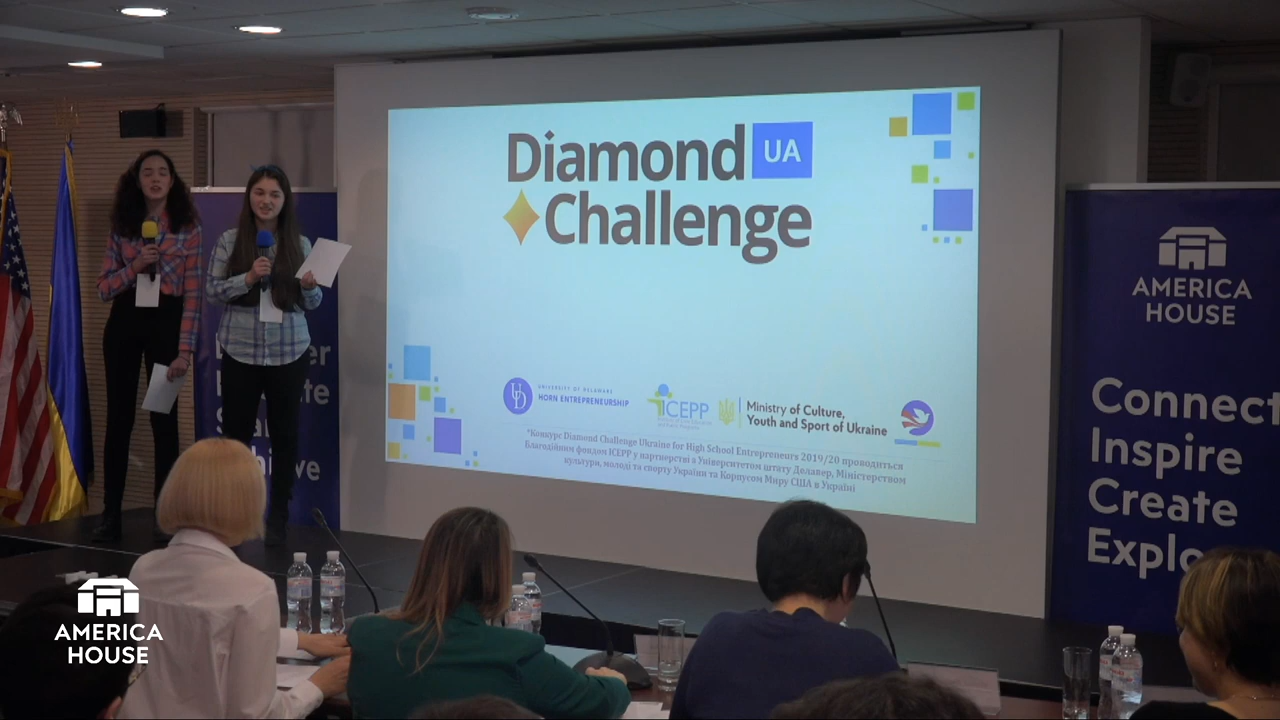 Diamond UA
Challenge
UNIVERSITY OF DELAWARE
HORN ENTREPRENEURSHIP
ICEPP
Ministry of Culture,
Youth and Sport of Ukraine
*Конкурс Diamond Challenge Ukraine for High School Entrepreneurs 2019/20 проводиться
Благодійним фондом ICEPP у партнерстві з Університетом штату Делавер, Міністерством
культури, молоді та спорту України та Корпусом Миру США в Україні
AMERICA
HOUSE
Connect
Inspire
Create
Explo
AMERICA
HOUSE